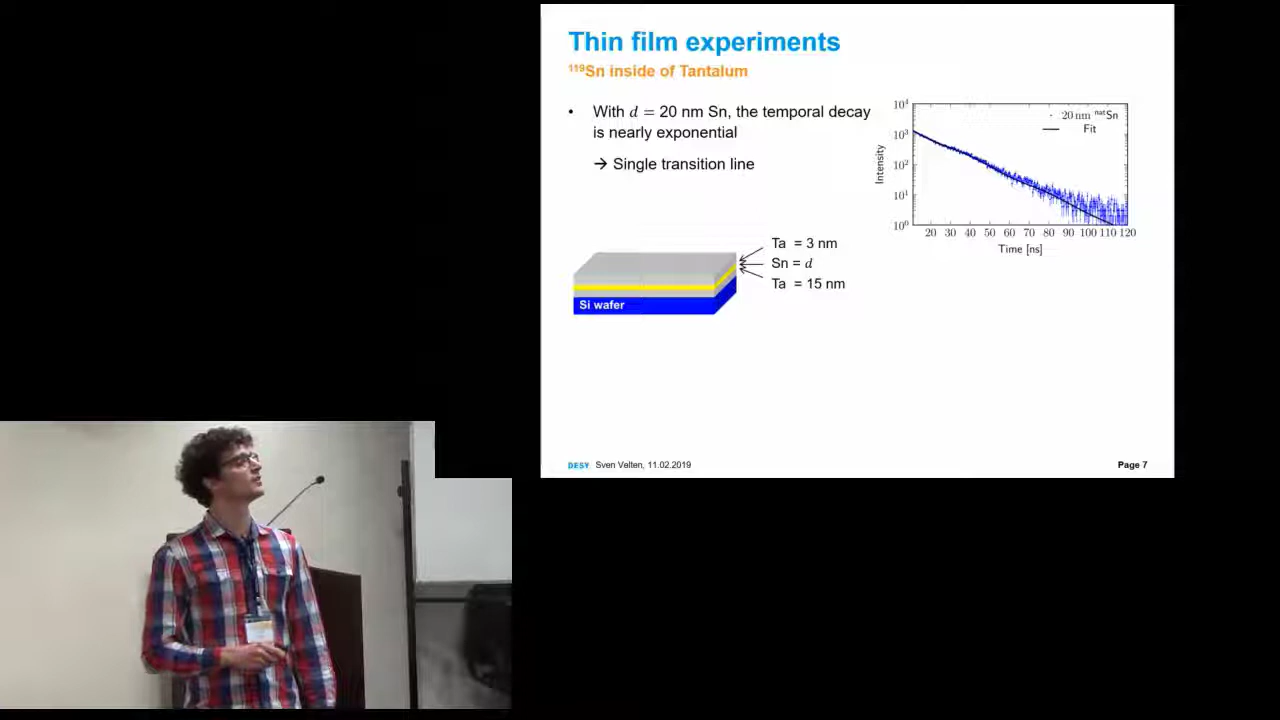 Thin film experiments
¹¹⁹Sn inside of Tantalum
• With d = 20 nm Sn, the temporal decay
is nearly exponential
→ Single transition line
10⁴
10³
10²
10¹
10⁰
Intensity
20 nm ⁿᵃᵗSn
Fit
20 30 40 50 60 70 80 90 100 110 120
Time [ns]
Ta = 3 nm
Sn = d
Ta = 15 nm
Si wafer
DESY Sven Velten, 11.02.2019
Page 7